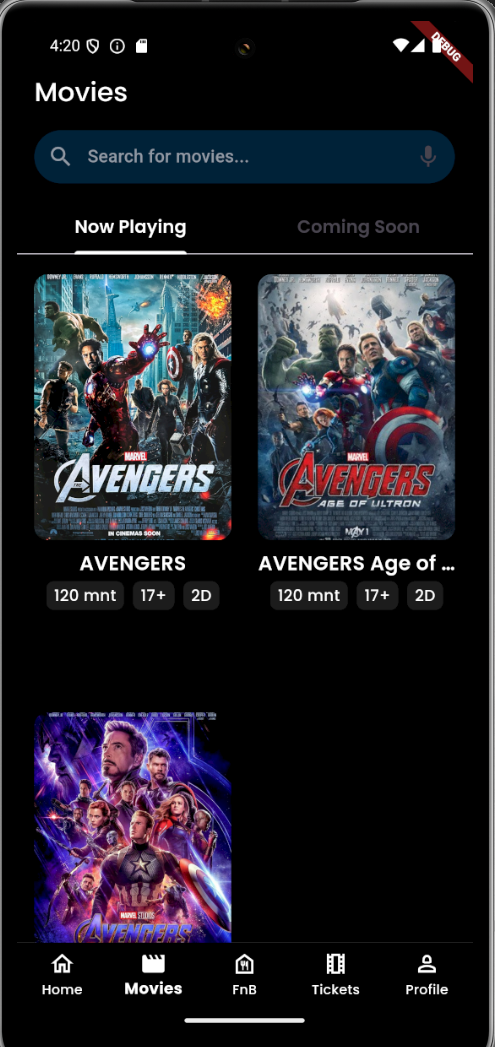 4:20
DEBUG
Movies
Search for movies...
Now Playing Coming Soon
MARVEL
THE AVENGERS
IN CINEMAS SOON
MARVEL
AVENGERS
AGE OF ULTRON
MAY 1
AVENGERS AVENGERS Age of ...
120 mnt 17+ 2D 120 mnt 17+ 2D
MARVEL STUDIOS
AVENGERS
Home Movies FnB Tickets Profile